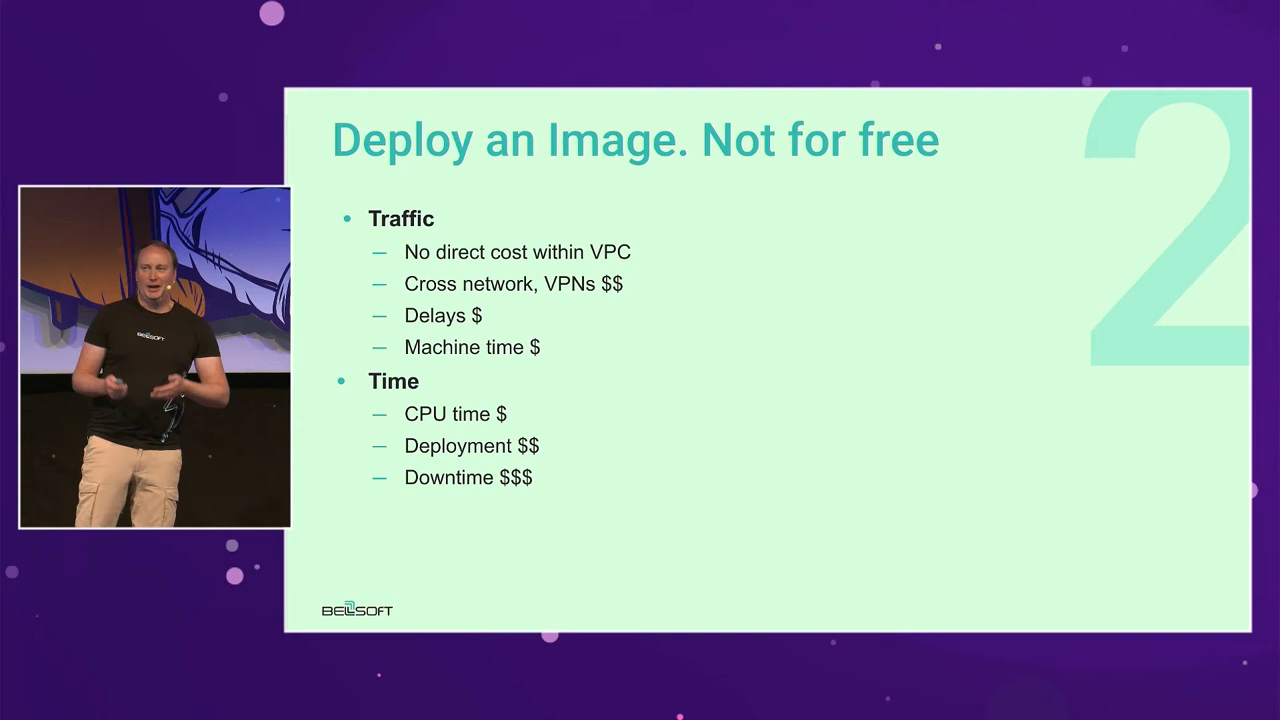 Deploy an Image. Not for free
2
• Traffic
— No direct cost within VPC
— Cross network, VPNs $$
— Delays $
— Machine time $
• Time
— CPU time $
— Deployment $$
— Downtime $$$
BELLSOFT
BELLSOFT